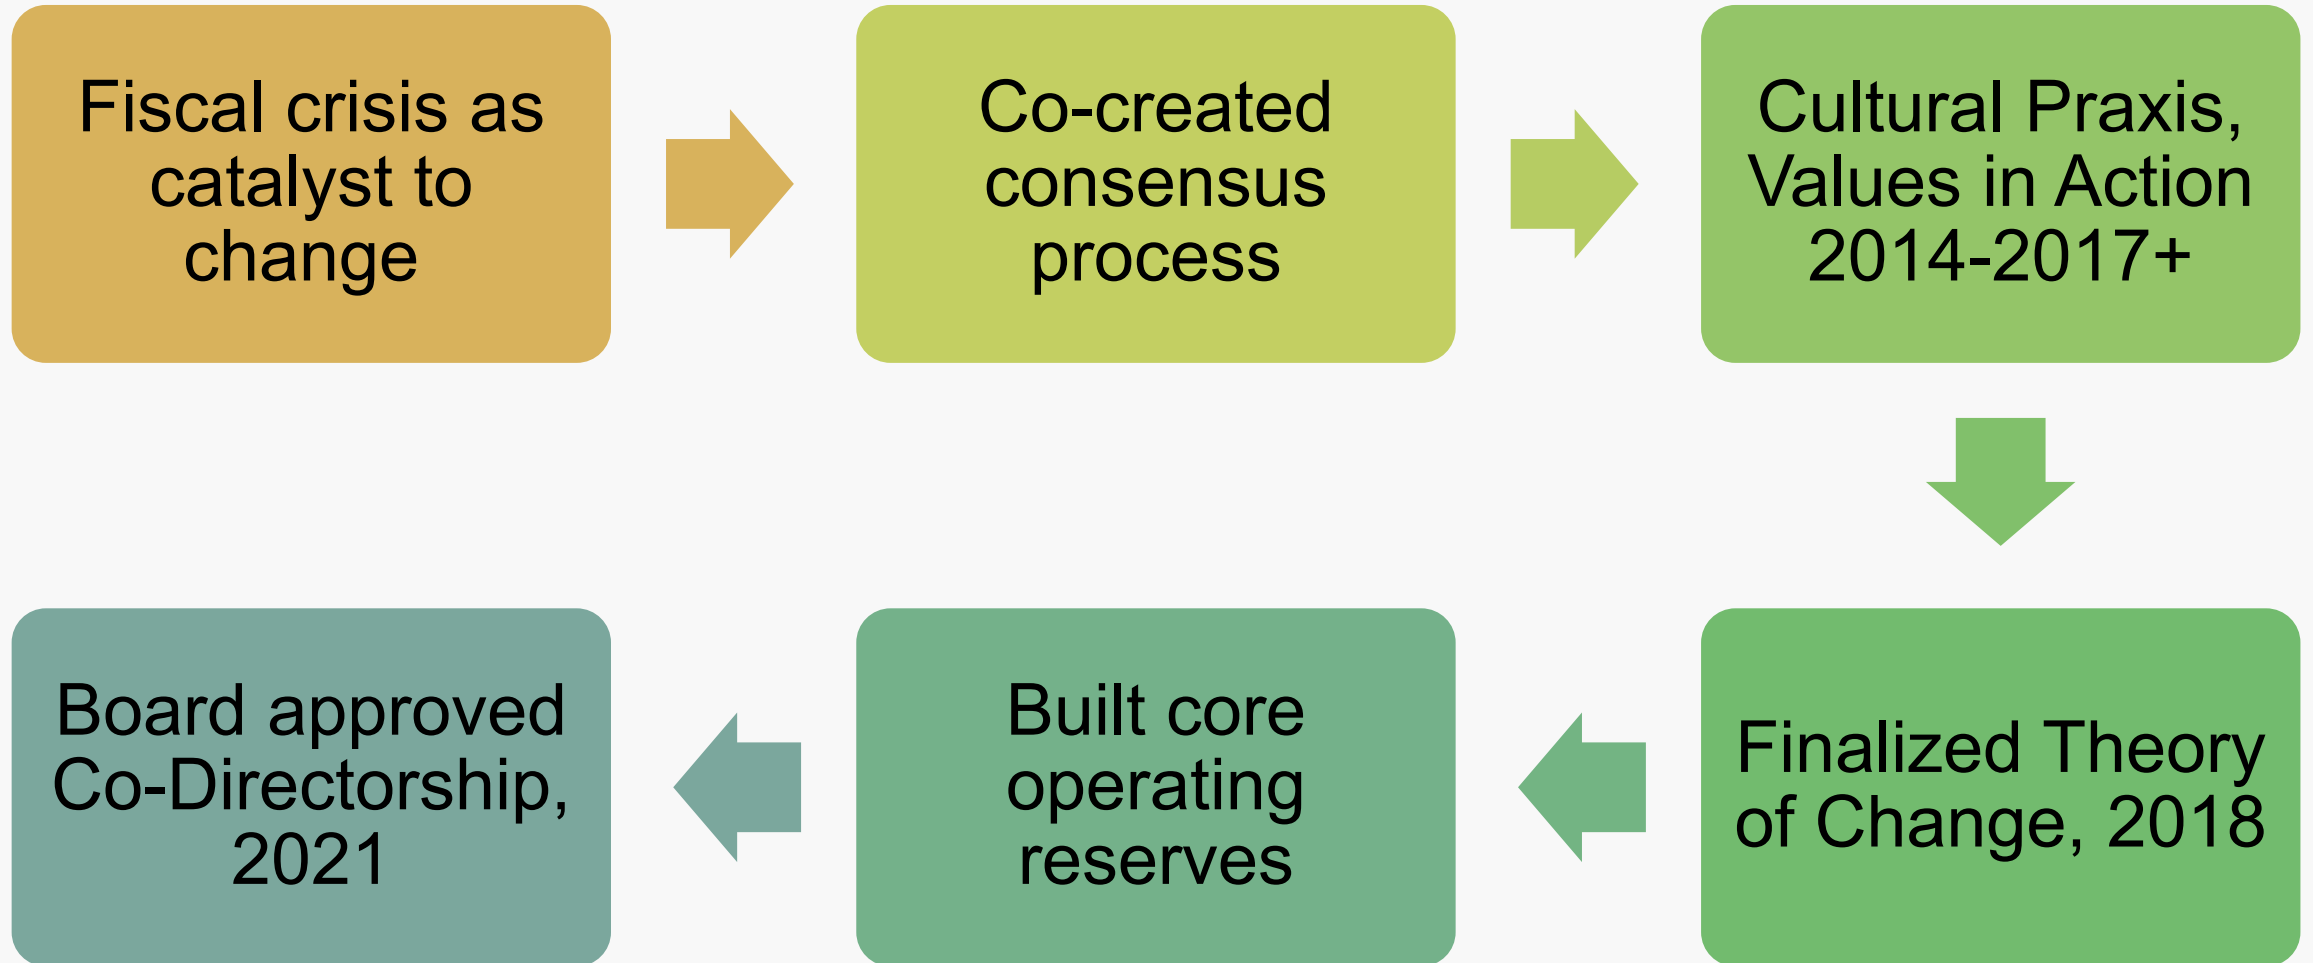 Fiscal crisis as
catalyst to
change
Co-created
consensus
process
Cultural Praxis,
Values in Action
2014-2017+
Finalized Theory
of Change, 2018
Built core
operating
reserves
Board approved
Co-Directorship,
2021